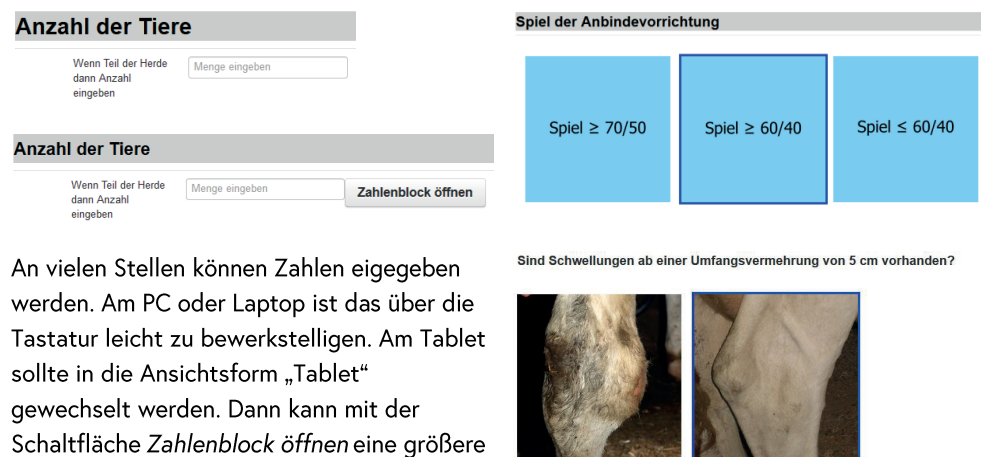 Anzahl der Tiere
Wenn Teil der Herde
dann Anzahl
eingeben
Menge eingeben
Anzahl der Tiere
Wenn Teil der Herde
dann Anzahl
eingeben
Menge eingeben
Zahlenblock öffnen
An vielen Stellen können Zahlen eigegeben
werden. Am PC oder Laptop ist das über die
Tastatur leicht zu bewerkstelligen. Am Tablet
sollte in die Ansichtsform „Tablet“
gewechselt werden. Dann kann mit der
Schaltfläche Zahlenblock öffnen eine größere
Spiel der Anbindevorrichtung
Spiel ≥ 70/50
Spiel ≥ 60/40
Spiel ≤ 60/40
Sind Schwellungen ab einer Umfangsvermehrung von 5 cm vorhanden?